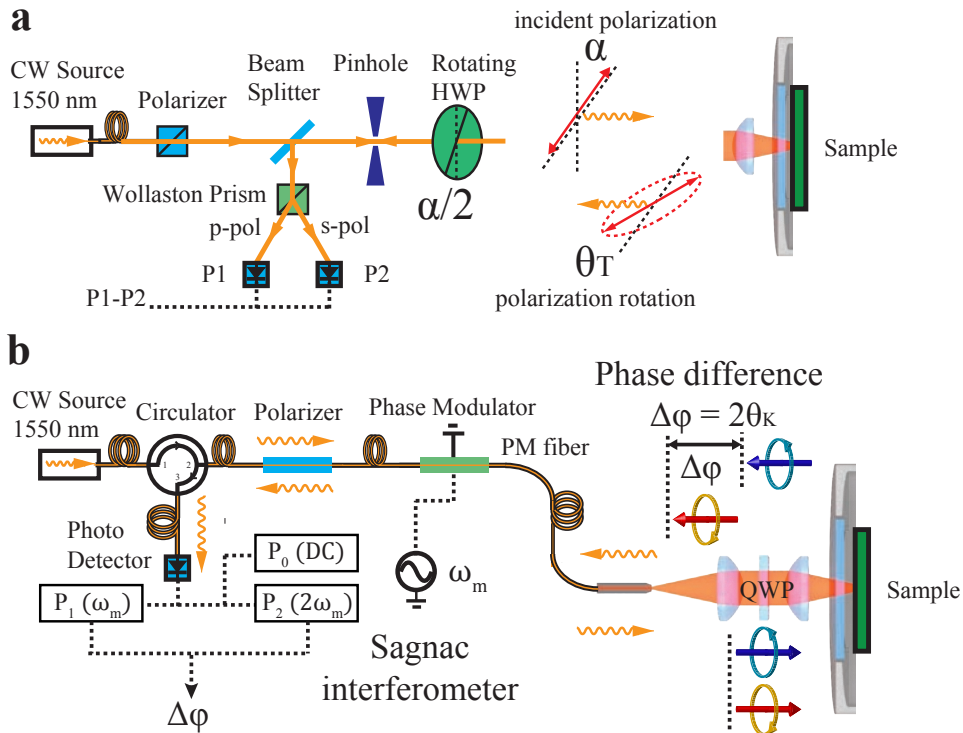 a
incident polarization
α
CW Source
1550 nm
Polarizer
Beam
Splitter
Pinhole
Rotating
HWP
α/2
Wollaston Prism
p-pol
s-pol
P1
P2
P1-P2
θT
polarization rotation
Sample
b
Phase difference
Δφ = 2θK
Δφ
CW Source
1550 nm
Circulator
1
2
3
Polarizer
Phase Modulator
PM fiber
Photo
Detector
P0 (DC)
P1 (ωm)
P2 (2ωm)
ωm
Δφ
Sagnac
interferometer
QWP
Sample